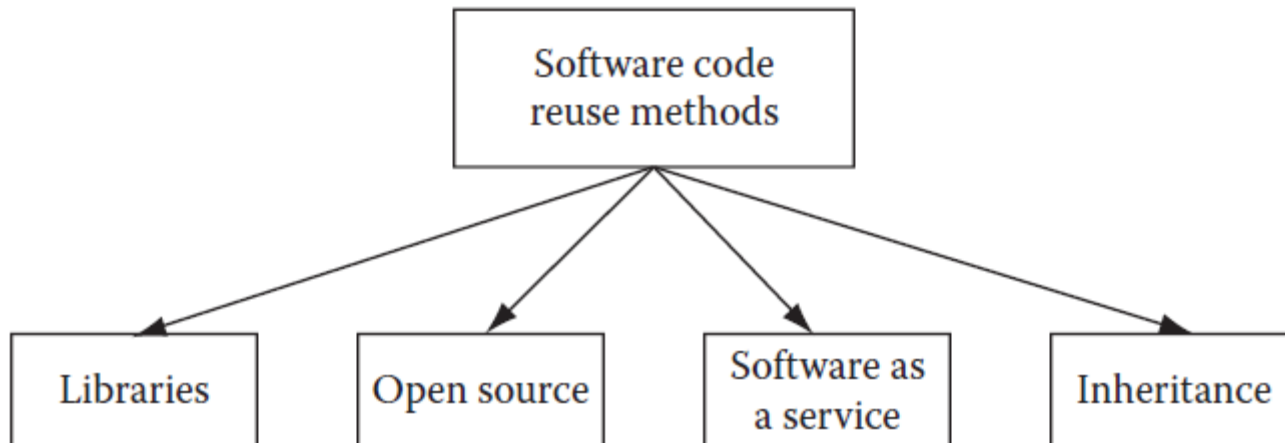 Software code
reuse methods
Libraries
Open source
Software as
a service
Inheritance